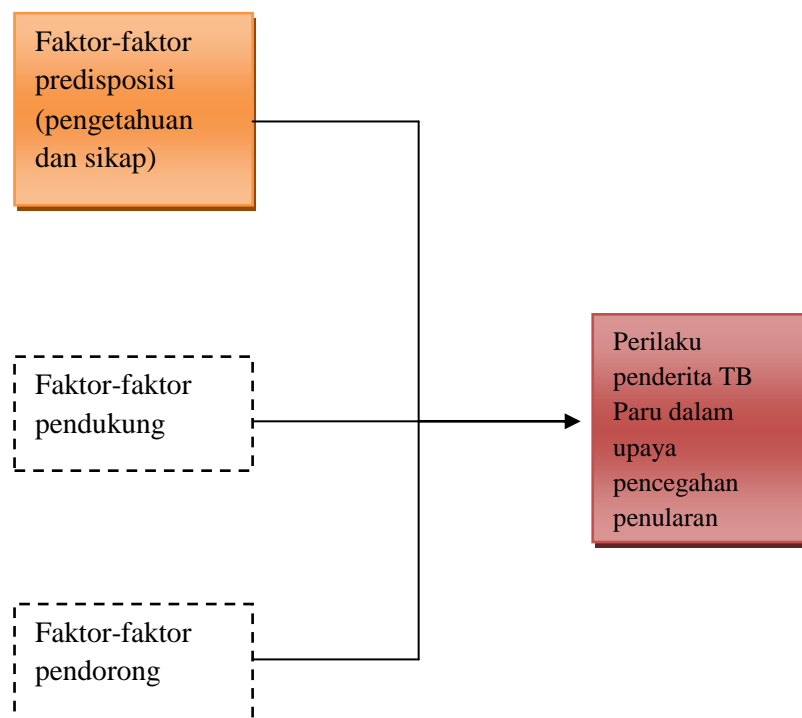 Faktor-faktor
predisposisi
(pengetahuan
dan sikap)
Faktor-faktor
pendukung
Perilaku
penderita TB
Paru dalam
upaya
pencegahan
penularan
Faktor-faktor
pendorong